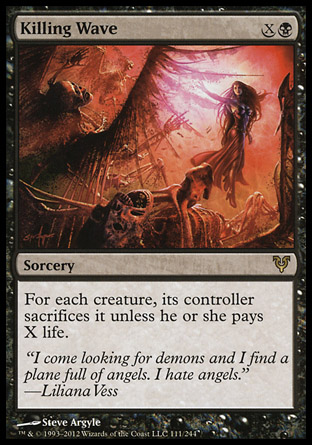 Killing Wave X
Sorcery
For each creature, its controller
sacrifices it unless he or she pays
X life.
“I come looking for demons and I find a
plane full of angels. I hate angels.”
—Liliana Vess
Steve Argyle
™ & © 1993–2012 Wizards of the Coast LLC 111/244